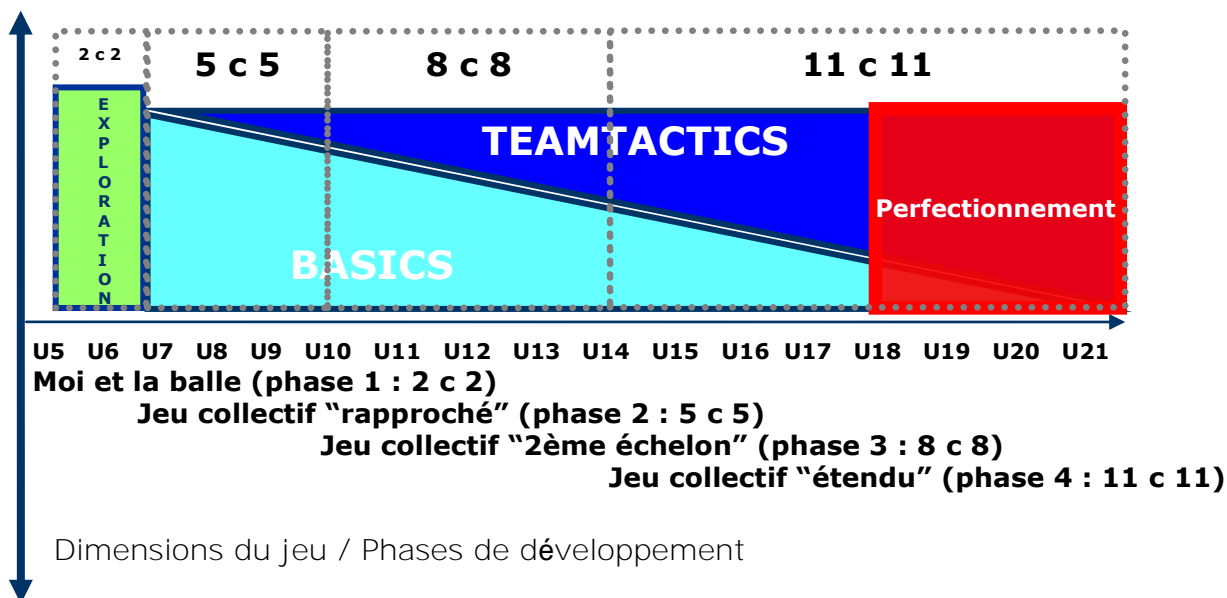 2 c 2
5 c 5
8 c 8
11 c 11
EXPLORATION
TEAMTACTICS
Perfectionnement
BASICS
U5 U6 U7 U8 U9 U10 U11 U12 U13 U14 U15 U16 U17 U18 U19 U20 U21
Moi et la balle (phase 1 : 2 c 2)
Jeu collectif “rapproché” (phase 2 : 5 c 5)
Jeu collectif “2ème échelon” (phase 3 : 8 c 8)
Jeu collectif “étendu” (phase 4 : 11 c 11)
Dimensions du jeu / Phases de développement